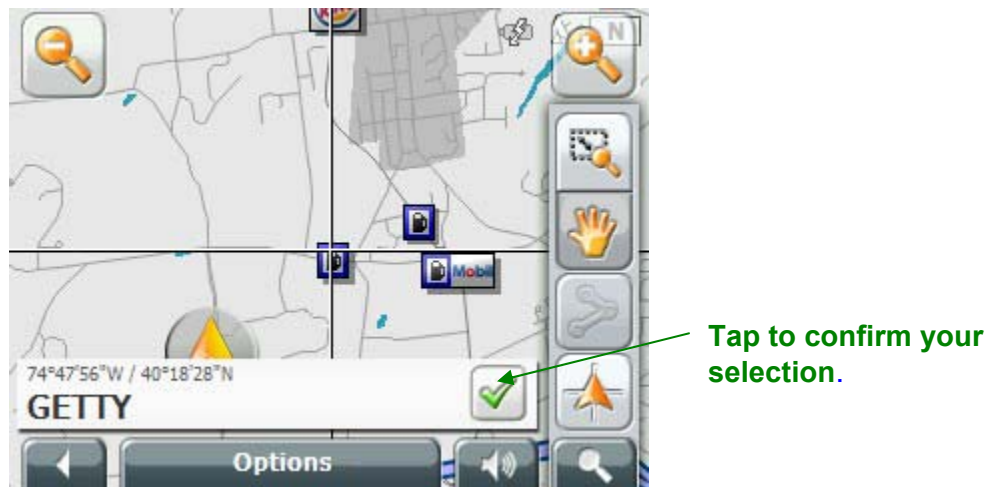 N
Mobil
Tap to confirm your
selection.
74°47'56"W / 40°18'28"N
GETTY
Options